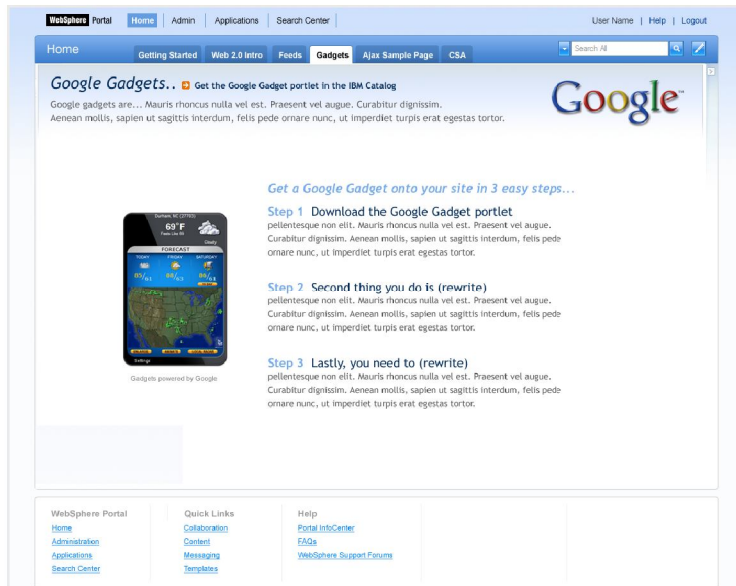 WebSphere Portal Home Admin Applications Search Center User Name | Help | Logout
Home Getting Started Web 2.0 Intro Feeds Gadgets Ajax Sample Page CSA Search All
Google Gadgets.. Get the Google Gadget portlet in the IBM Catalog
Google gadgets are... Mauris rhoncus nulla vel est. Praesent vel augue. Curabitur dignissim.
Aenean mollis, sapien ut sagittis interdum, felis pede ornare nunc, ut imperdiet turpis erat egestas tortor.
Google™
Get a Google Gadget onto your site in 3 easy steps...
Step 1 Download the Google Gadget portlet
pellentesque non elit. Mauris rhoncus nulla vel est. Praesent vel augue.
Curabitur dignissim. Aenean mollis, sapien ut sagittis interdum, felis pede
ornare nunc, ut imperdiet turpis erat egestas tortor.
Step 2 Second thing you do is (rewrite)
pellentesque non elit. Mauris rhoncus nulla vel est. Praesent vel augue.
Curabitur dignissim. Aenean mollis, sapien ut sagittis interdum, felis pede
ornare nunc, ut imperdiet turpis erat egestas tortor.
Step 3 Lastly, you need to (rewrite)
pellentesque non elit. Mauris rhoncus nulla vel est. Praesent vel augue.
Curabitur dignissim. Aenean mollis, sapien ut sagittis interdum, felis pede
ornare nunc, ut imperdiet turpis erat egestas tortor.
Durham, NC (27703)
69°F
Feels Like 69
FORECAST
TODAY FRIDAY SATURDAY
Settings
Gadgets powered by Google
WebSphere Portal Quick Links Help
Home Collaboration Portal InfoCenter
Administration Content FAQs
Applications Messaging WebSphere Support Forums
Search Center Templates